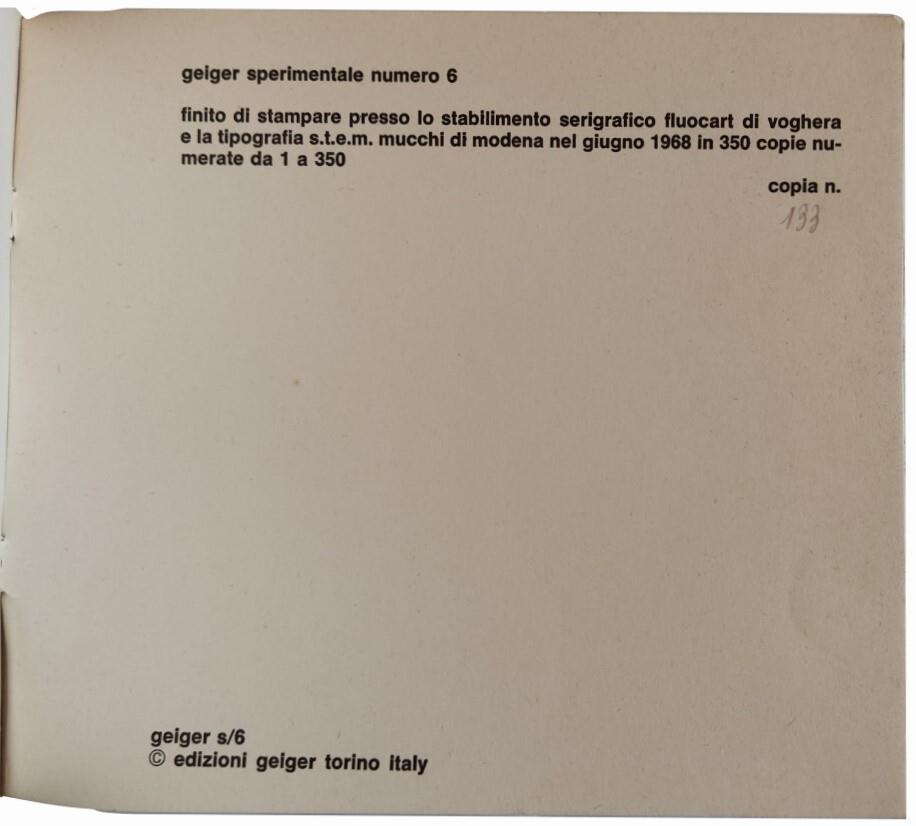 geiger sperimentale numero 6
finito di stampare presso lo stabilimento serigrafico fluocart di voghera
e la tipografia s.t.e.m. mucchi di modena nel giugno 1968 in 350 copie nu-
merate da 1 a 350
copia n.
133
geiger s/6
© edizioni geiger torino italy